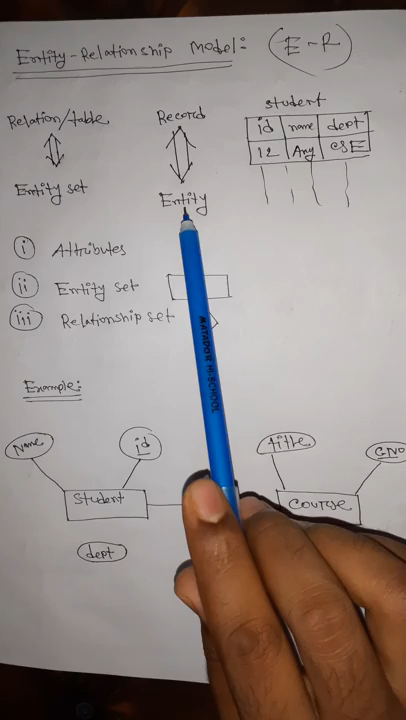 Entity-Relationship Model: (E-R)
Relation/table
Record
student
id name dept
12 Any CSE
Entity set
Entity
i Attributes
ii Entity set
iii Relationship set
MATADOR HI-SCHOOL
Example:
Name
id
title
GNO
Student
Course
dept